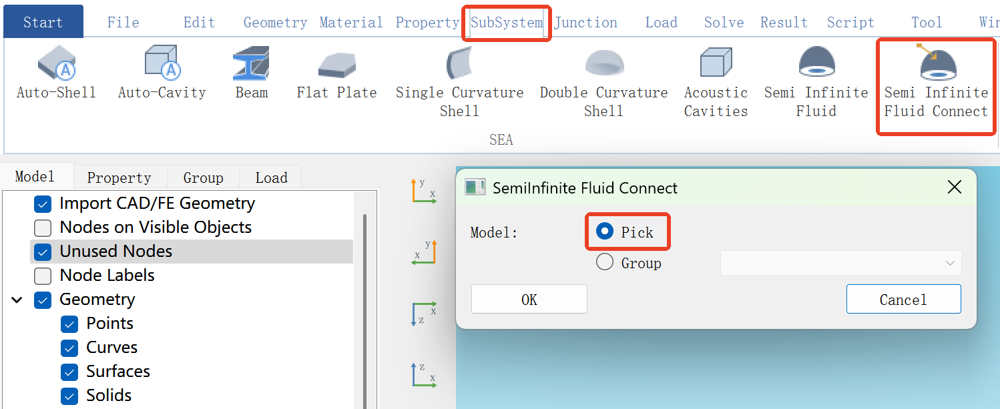 Start File Edit Geometry Material Property SubSystem Junction Load Solve Result Script Tool
Auto-Shell Auto-Cavity Beam Flat Plate Single Curvature Shell Double Curvature Shell Acoustic Cavities Semi Infinite Fluid Semi Infinite Fluid Connect
SEA
Model Property Group Load
Import CAD/FE Geometry
Nodes on Visible Objects
Unused Nodes
Node Labels
Geometry
Points
Curves
Surfaces
Solids
y
x
y
x
x
z
z
x
SemiInfinite Fluid Connect
Model: Pick
Group
OK Cancel